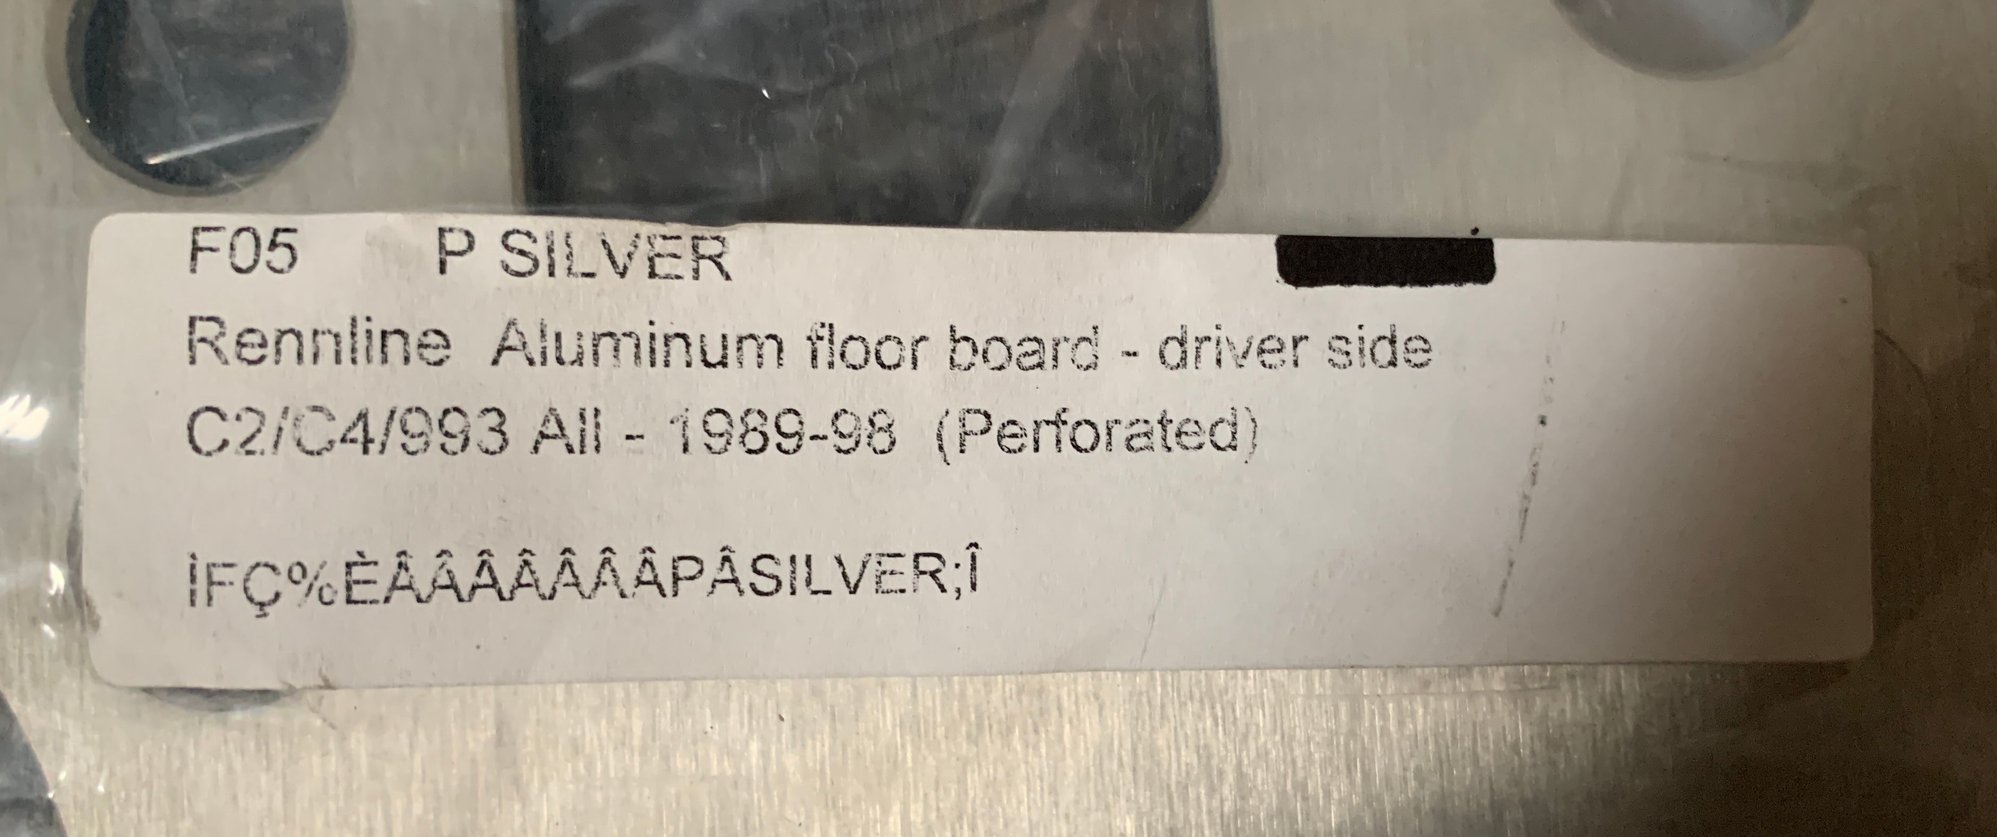 F05 P SILVER
Rennline Aluminum floor board - driver side
C2/C4/993 All - 1989-98 (Perforated)
ÌFÇ%ÈÂÂÂÂÂÂÂPÂSILVER;Î